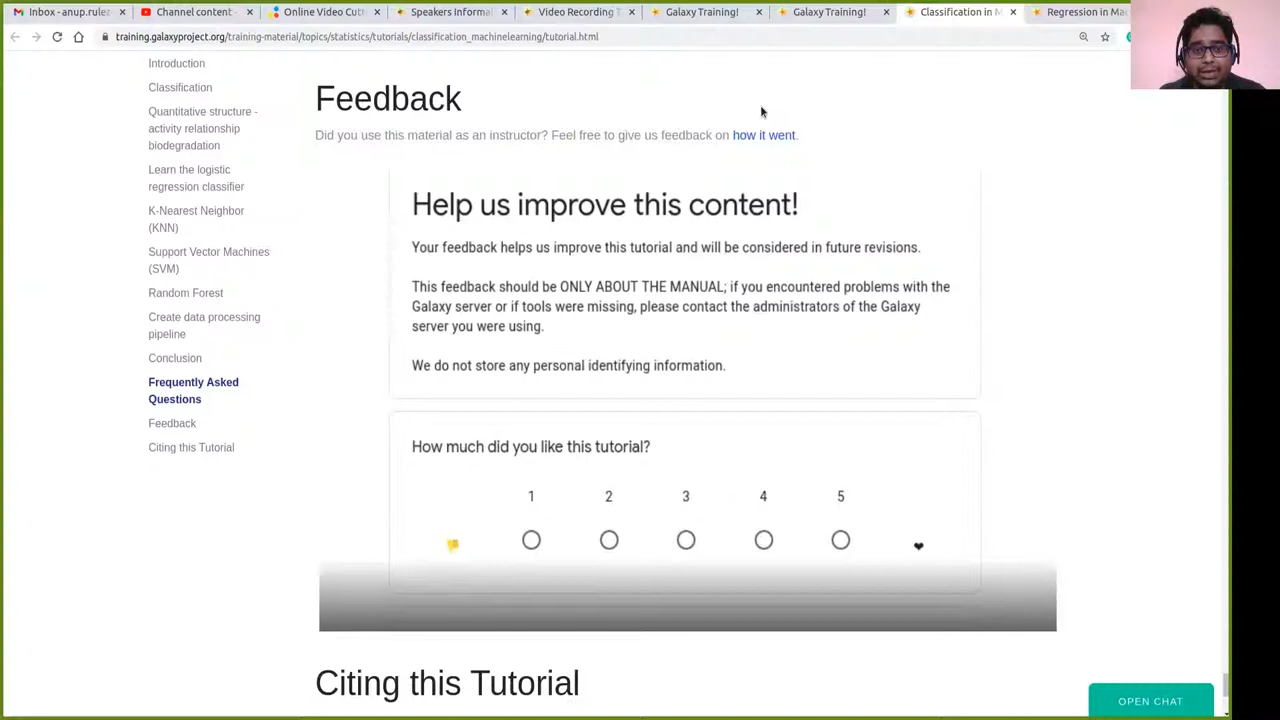 Inbox - anup.rulez
Channel content -
Online Video Cut
Speakers Informa
Video Recording T
Galaxy Training!
Galaxy Training!
Classification in M
Regression in Mac
training.galaxyproject.org/training-material/topics/statistics/tutorials/classification_machinelearning/tutorial.html
Introduction
Classification
Quantitative structure -
activity relationship
biodegradation
Learn the logistic
regression classifier
K-Nearest Neighbor
(KNN)
Support Vector Machines
(SVM)
Random Forest
Create data processing
pipeline
Conclusion
Frequently Asked
Questions
Feedback
Citing this Tutorial
Feedback
Did you use this material as an instructor? Feel free to give us feedback on how it went.
Help us improve this content!
Your feedback helps us improve this tutorial and will be considered in future revisions.
This feedback should be ONLY ABOUT THE MANUAL; if you encountered problems with the
Galaxy server or if tools were missing, please contact the administrators of the Galaxy
server you were using.
We do not store any personal identifying information.
How much did you like this tutorial?
1 2 3 4 5
Citing this Tutorial
OPEN CHAT